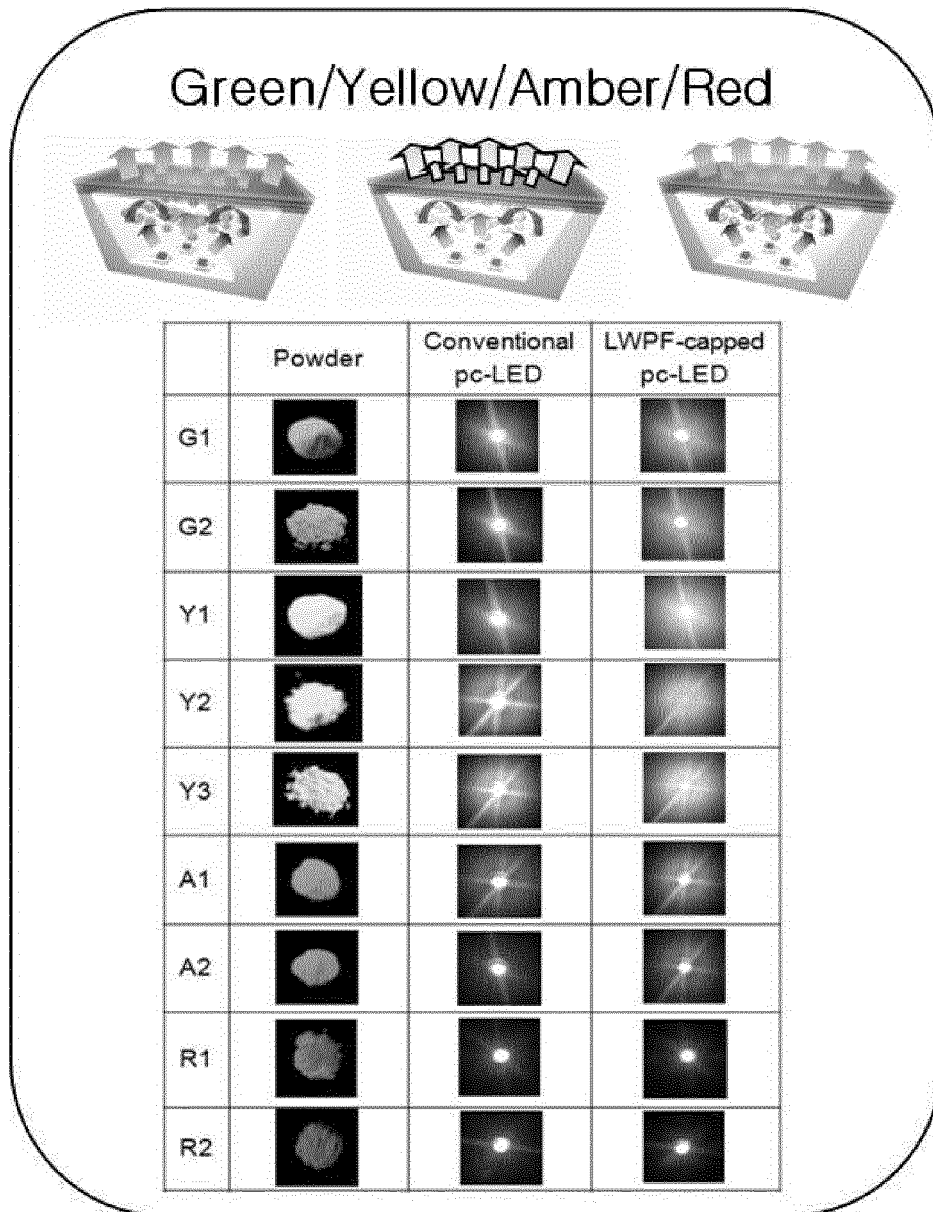 Green/Yellow/Amber/Red
Powder
Conventional
pc-LED
LWPF-capped
pc-LED
G1
G2
Y1
Y2
Y3
A1
A2
R1
R2